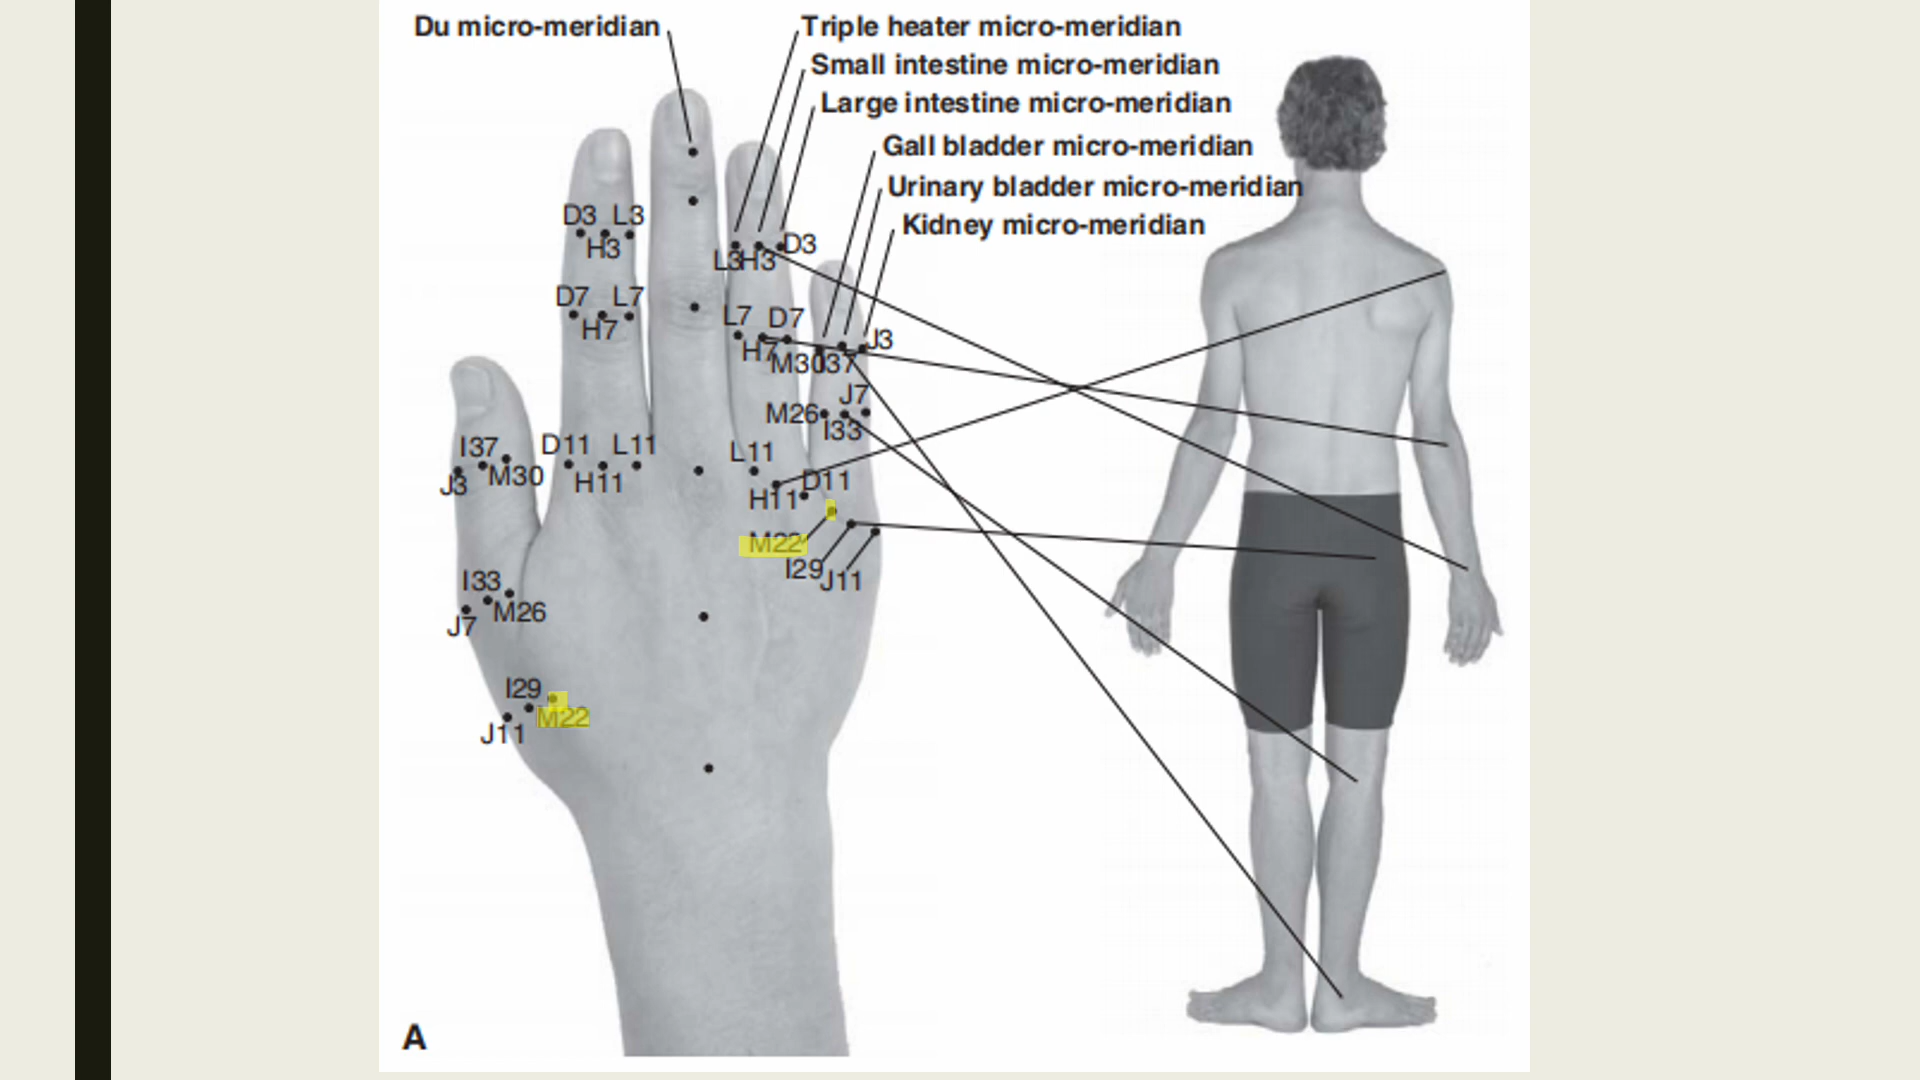 Du micro-meridian
Triple heater micro-meridian
Small intestine micro-meridian
Large intestine micro-meridian
Gall bladder micro-meridian
Urinary bladder micro-meridian
Kidney micro-meridian
D3 L3
H3
D3
L3 H3
D7 L7
H7
L7 D7
H7
J3
M30 I37
J7
M26
I33
I37
M30
J3
D11 L11
H11
L11
D11
H11
M22
I29
J11
I33
M26
J7
I29
M22
J11
A